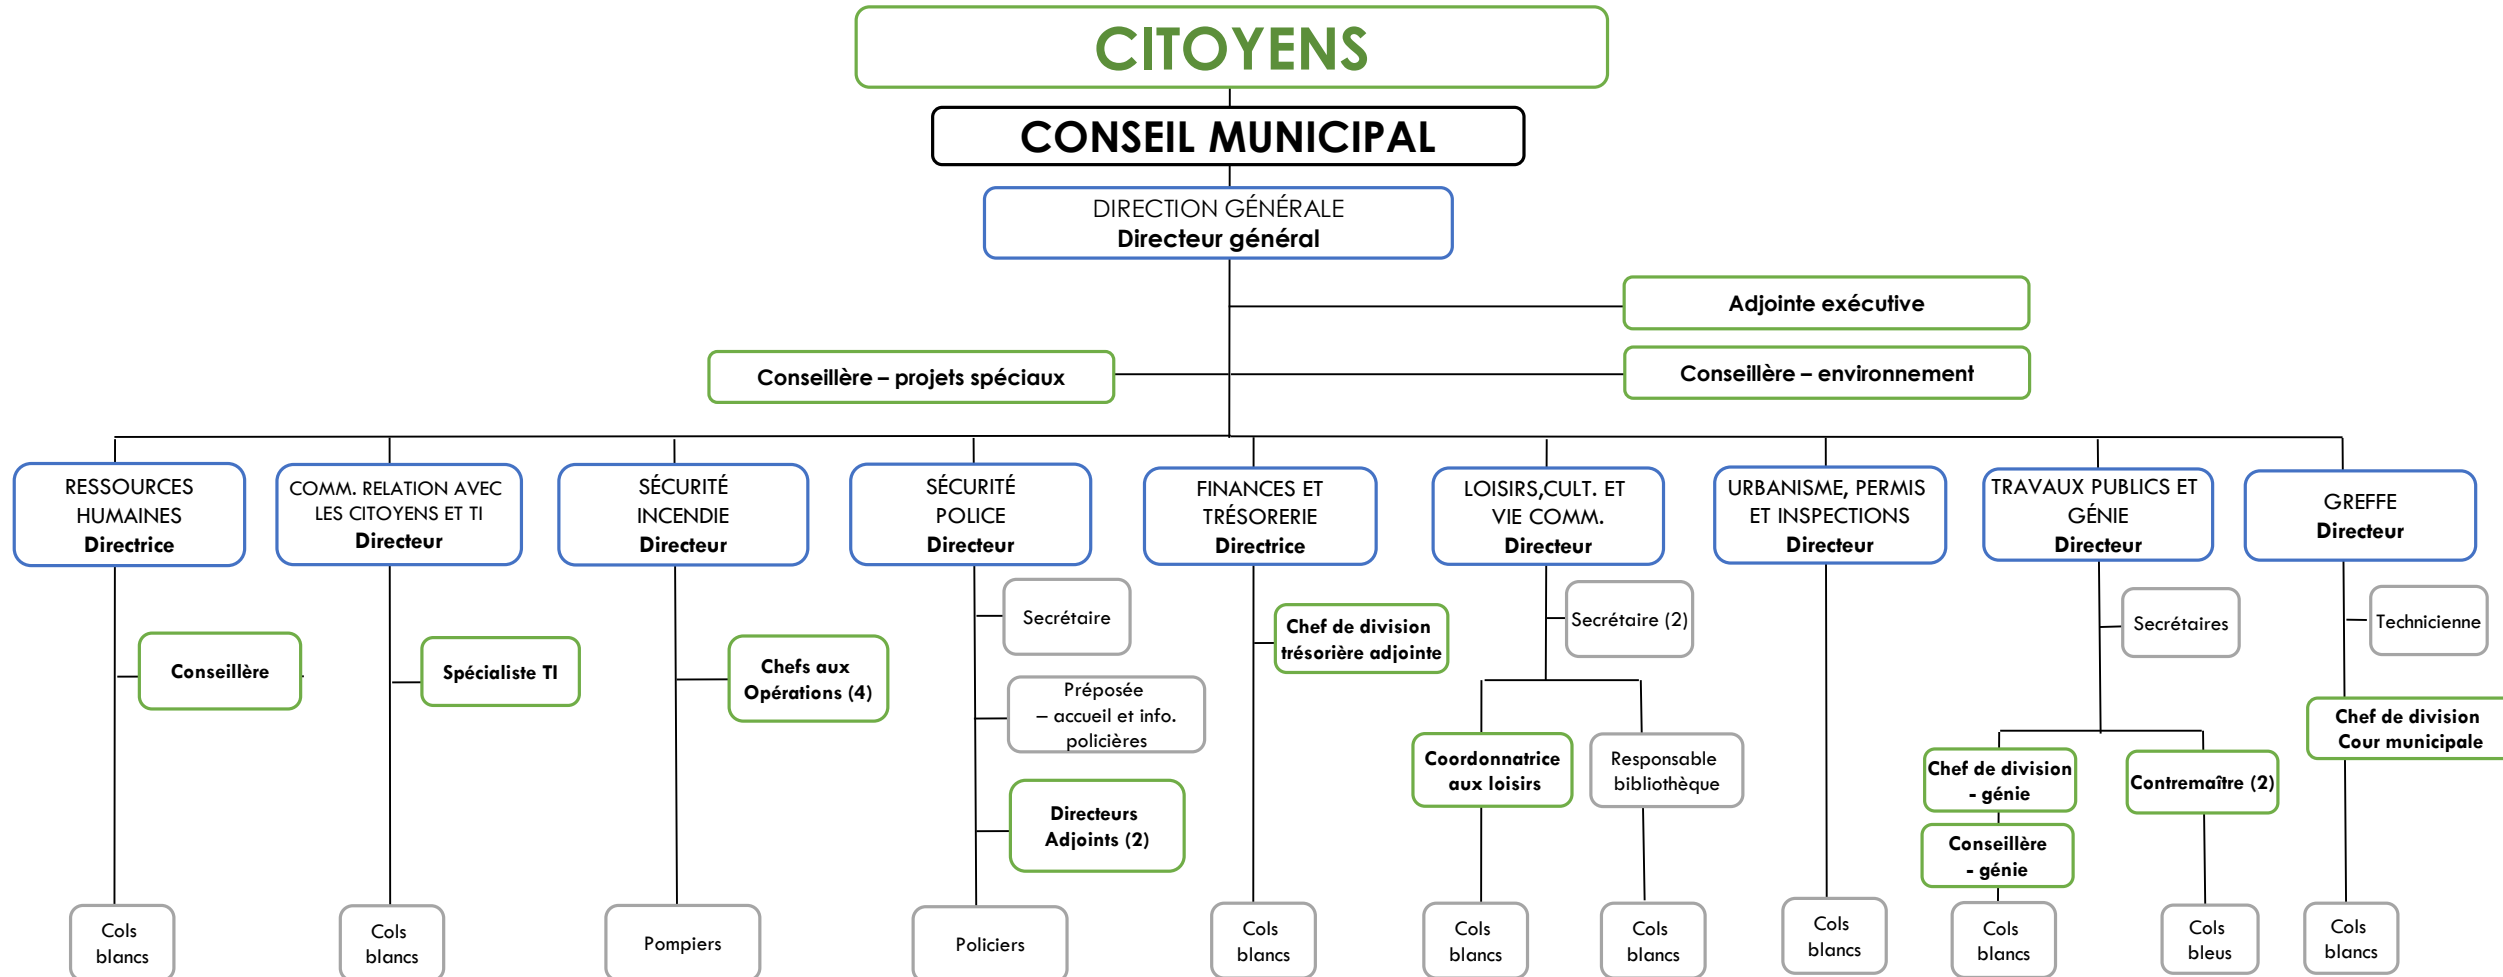 CITOYENS
CONSEIL MUNICIPAL
DIRECTION GÉNÉRALE
Directeur général
Adjointe exécutive
Conseillère – projets spéciaux
Conseillère – environnement
RESSOURCES
HUMAINES
Directrice
COMM. RELATION AVEC
LES CITOYENS ET TI
Directeur
SÉCURITÉ
INCENDIE
Directeur
SÉCURITÉ
POLICE
Directeur
FINANCES ET
TRÉSORERIE
Directrice
LOISIRS,CULT. ET
VIE COMM.
Directeur
URBANISME, PERMIS
ET INSPECTIONS
Directeur
TRAVAUX PUBLICS ET
GÉNIE
Directeur
GREFFE
Directeur
Conseillère
Spécialiste TI
Chefs aux
Opérations (4)
Secrétaire
Préposée
– accueil et info.
policières
Directeurs
Adjoints (2)
Chef de division
trésorière adjointe
Secrétaire (2)
Coordonnatrice
aux loisirs
Responsable
bibliothèque
Secrétaires
Chef de division
- génie
Conseillère
- génie
Contremaître (2)
Technicienne
Chef de division
Cour municipale
Cols
blancs
Cols
blancs
Pompiers
Policiers
Cols
blancs
Cols
blancs
Cols
blancs
Cols
blancs
Cols
blancs
Cols
bleus
Cols
blancs